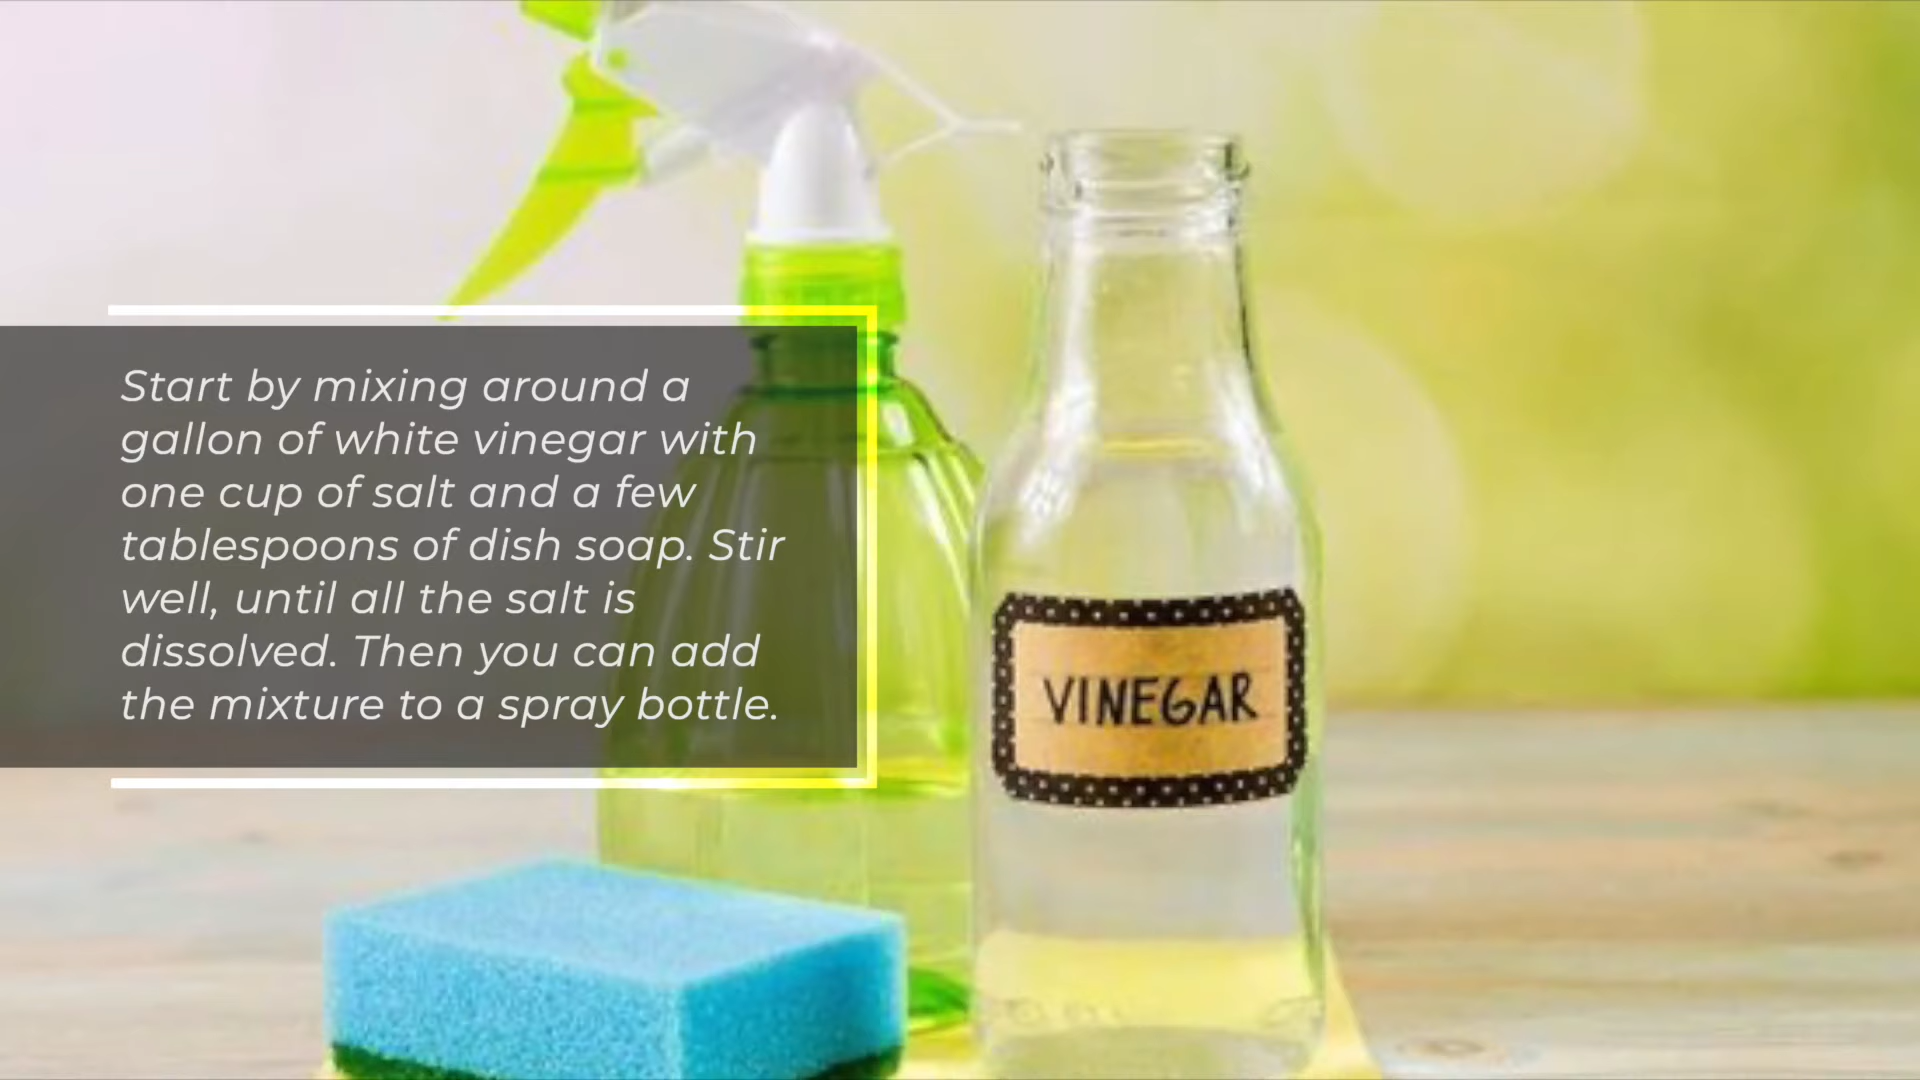 Start by mixing around a
gallon of white vinegar with
one cup of salt and a few
tablespoons of dish soap. Stir
well, until all the salt is
dissolved. Then you can add
the mixture to a spray bottle.
VINEGAR